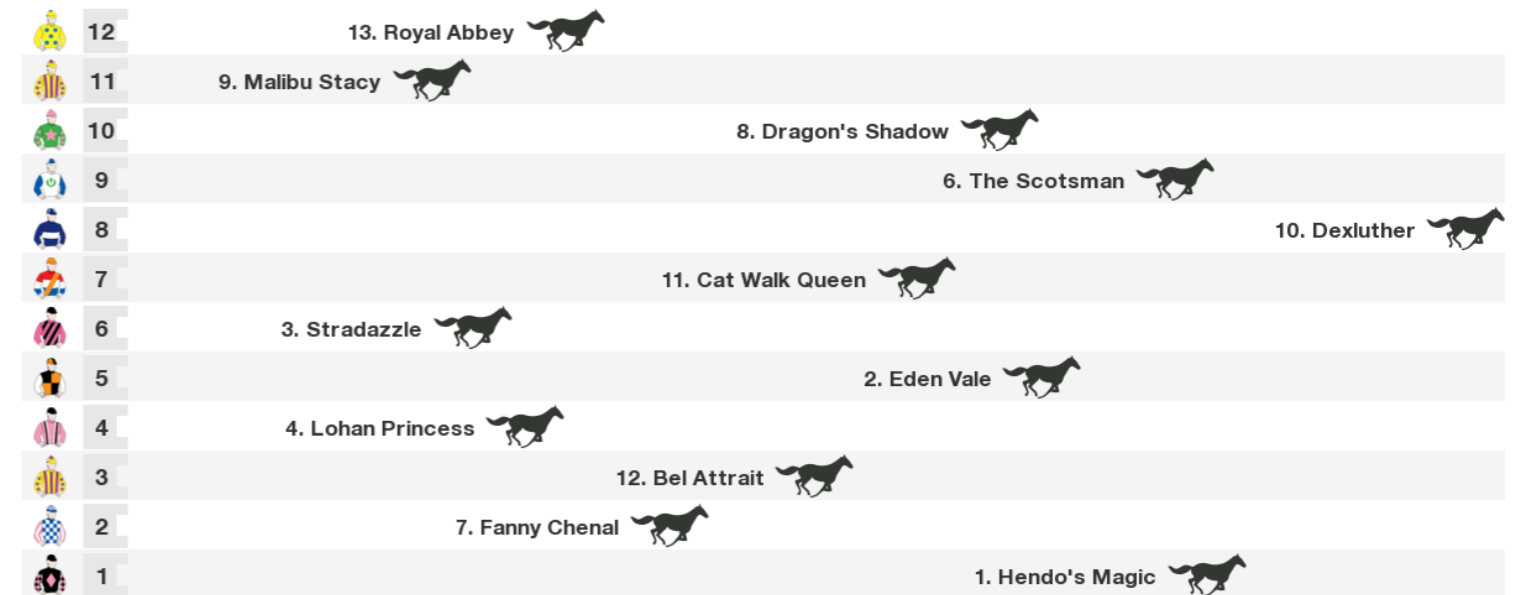 12 13. Royal Abbey
11 9. Malibu Stacy
10 8. Dragon's Shadow
9 6. The Scotsman
8 10. Dexluther
7 11. Cat Walk Queen
6 3. Stradazzle
5 2. Eden Vale
4 4. Lohan Princess
3 12. Bel Attrait
2 7. Fanny Chenal
1 1. Hendo's Magic